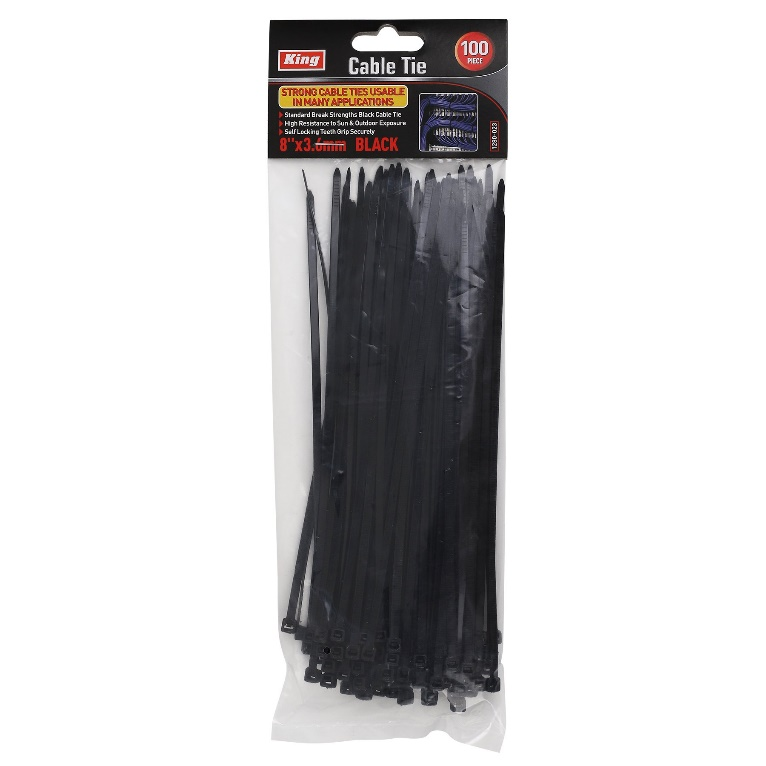 King
Cable Tie
100
PIECE
STRONG CABLE TIES USABLE
IN MANY APPLICATIONS
Standard Break Strengths Black Cable Tie
High Resistance to Sun & Outdoor Exposure
Self Locking Teeth Grip Securely
8"x3.6mm BLACK
1280-023